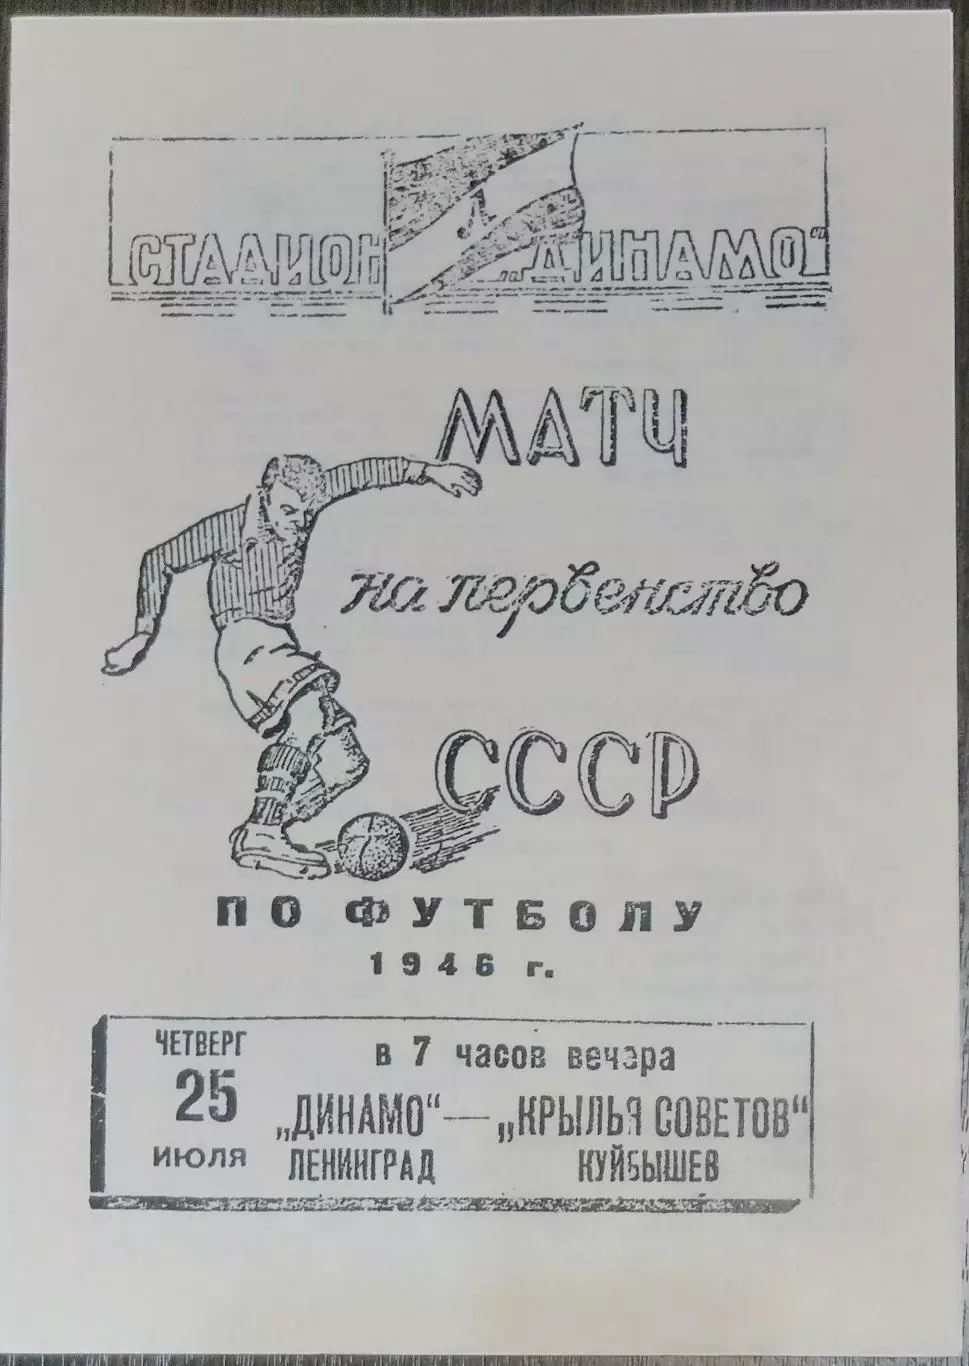 СТАДИОН „ДИНАМО“
МАТЧ
на первенство
СССР
ПО ФУТБОЛУ
1946 г.
ЧЕТВЕРГ
25
ИЮЛЯ
в 7 часов вечера
„ДИНАМО“ — „КРЫЛЬЯ СОВЕТОВ“
ЛЕНИНГРАД КУЙБЫШЕВ